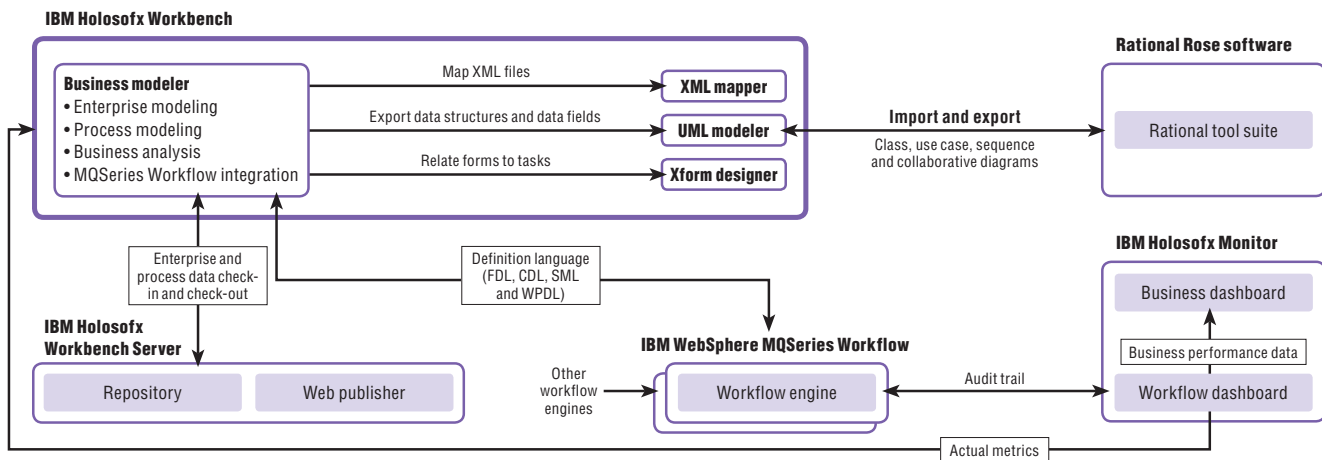 IBM Holosofx Workbench
Business modeler
• Enterprise modeling
• Process modeling
• Business analysis
• MQSeries Workflow integration
Map XML files
XML mapper
Export data structures and data fields
UML modeler
Relate forms to tasks
Xform designer
Import and export
Class, use case, sequence
and collaborative diagrams
Rational Rose software
Rational tool suite
Enterprise and
process data check-
in and check-out
Definition language
(FDL, CDL, SML
and WPDL)
IBM Holosofx Monitor
Business dashboard
Business performance data
Workflow dashboard
IBM Holosofx
Workbench Server
Repository
Web publisher
IBM WebSphere MQSeries Workflow
Other
workflow
engines
Workflow engine
Audit trail
Actual metrics